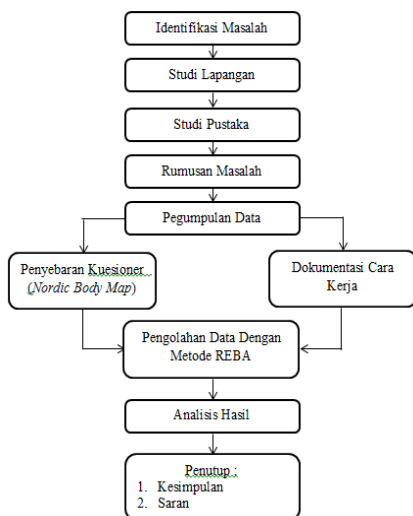 Identifikasi Masalah
Studi Lapangan
Studi Pustaka
Rumusan Masalah
Pegumpulan Data
Penyebaran Kuesioner
(Nordic Body Map)
Dokumentasi Cara
Kerja
Pengolahan Data Dengan
Metode REBA
Analisis Hasil
Penutup :
1. Kesimpulan
2. Saran